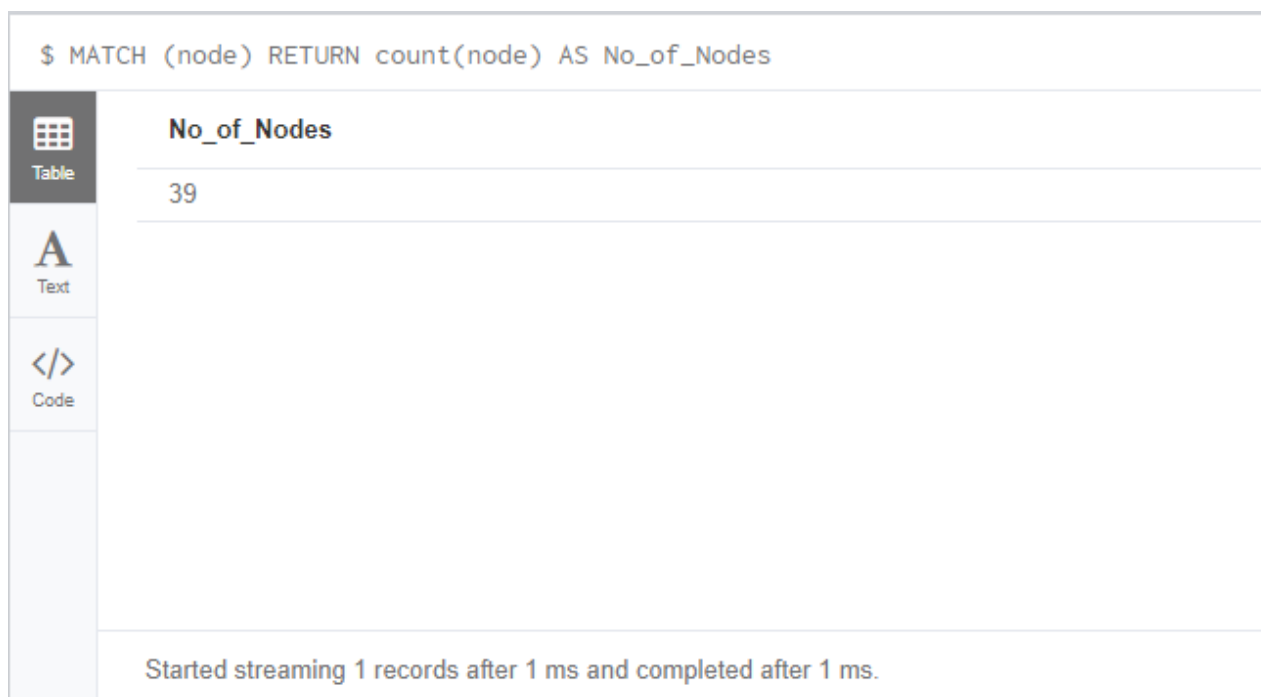 $ MATCH (node) RETURN count(node) AS No_of_Nodes
Table
No_of_Nodes
39
A
Text
</>
Code
Started streaming 1 records after 1 ms and completed after 1 ms.